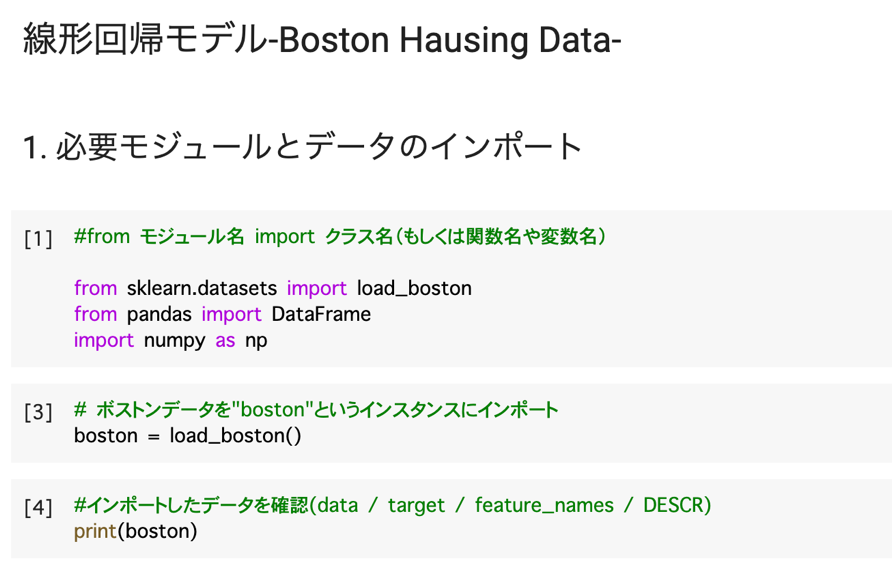 線形回帰モデル-Boston Hausing Data-
1. 必要モジュールとデータのインポート
[1] #from モジュール名 import クラス名(もしくは関数名や変数名)
from sklearn.datasets import load_boston
from pandas import DataFrame
import numpy as np
[3] # ボストンデータを"boston"というインスタンスにインポート
boston = load_boston()
[4] #インポートしたデータを確認(data / target / feature_names / DESCR)
print(boston)